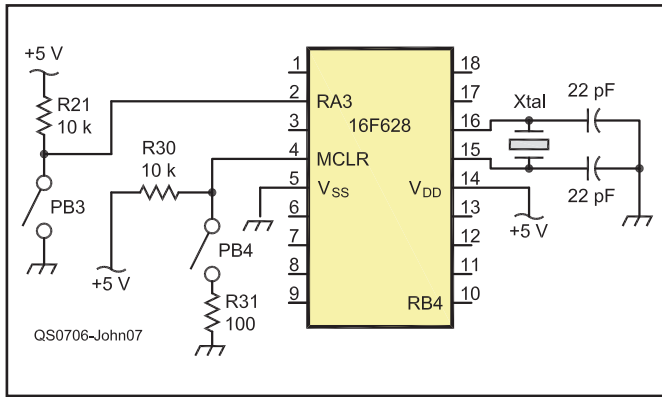 +5 V
R21
10 k
PB3
R30
10 k
+5 V
PB4
R31
100
QS0706-John07
1
2
3
4
5
6
7
8
9
RA3
16F628
MCLR
VSS
VDD
RB4
18
17
16
15
14
13
12
11
10
Xtal
22 pF
22 pF
+5 V